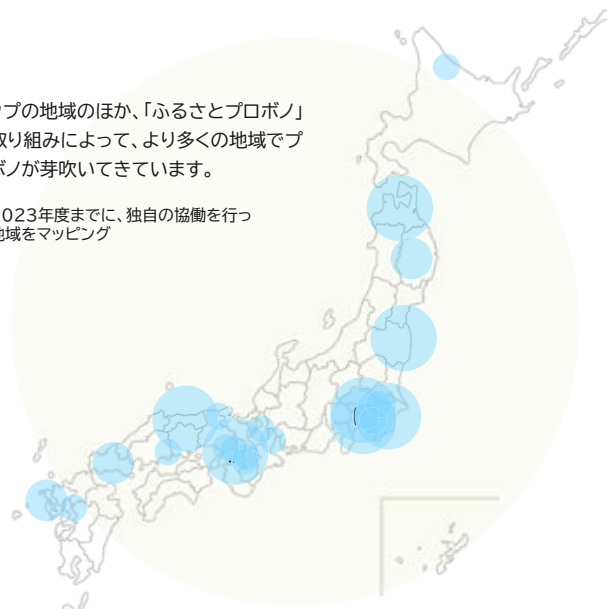 プの地域のほか、「ふるさとプロボノ」
取り組みによって、より多くの地域でプ
ボノが芽吹いてきています。
023年度までに、独自の協働を行っ
地域をマッピング